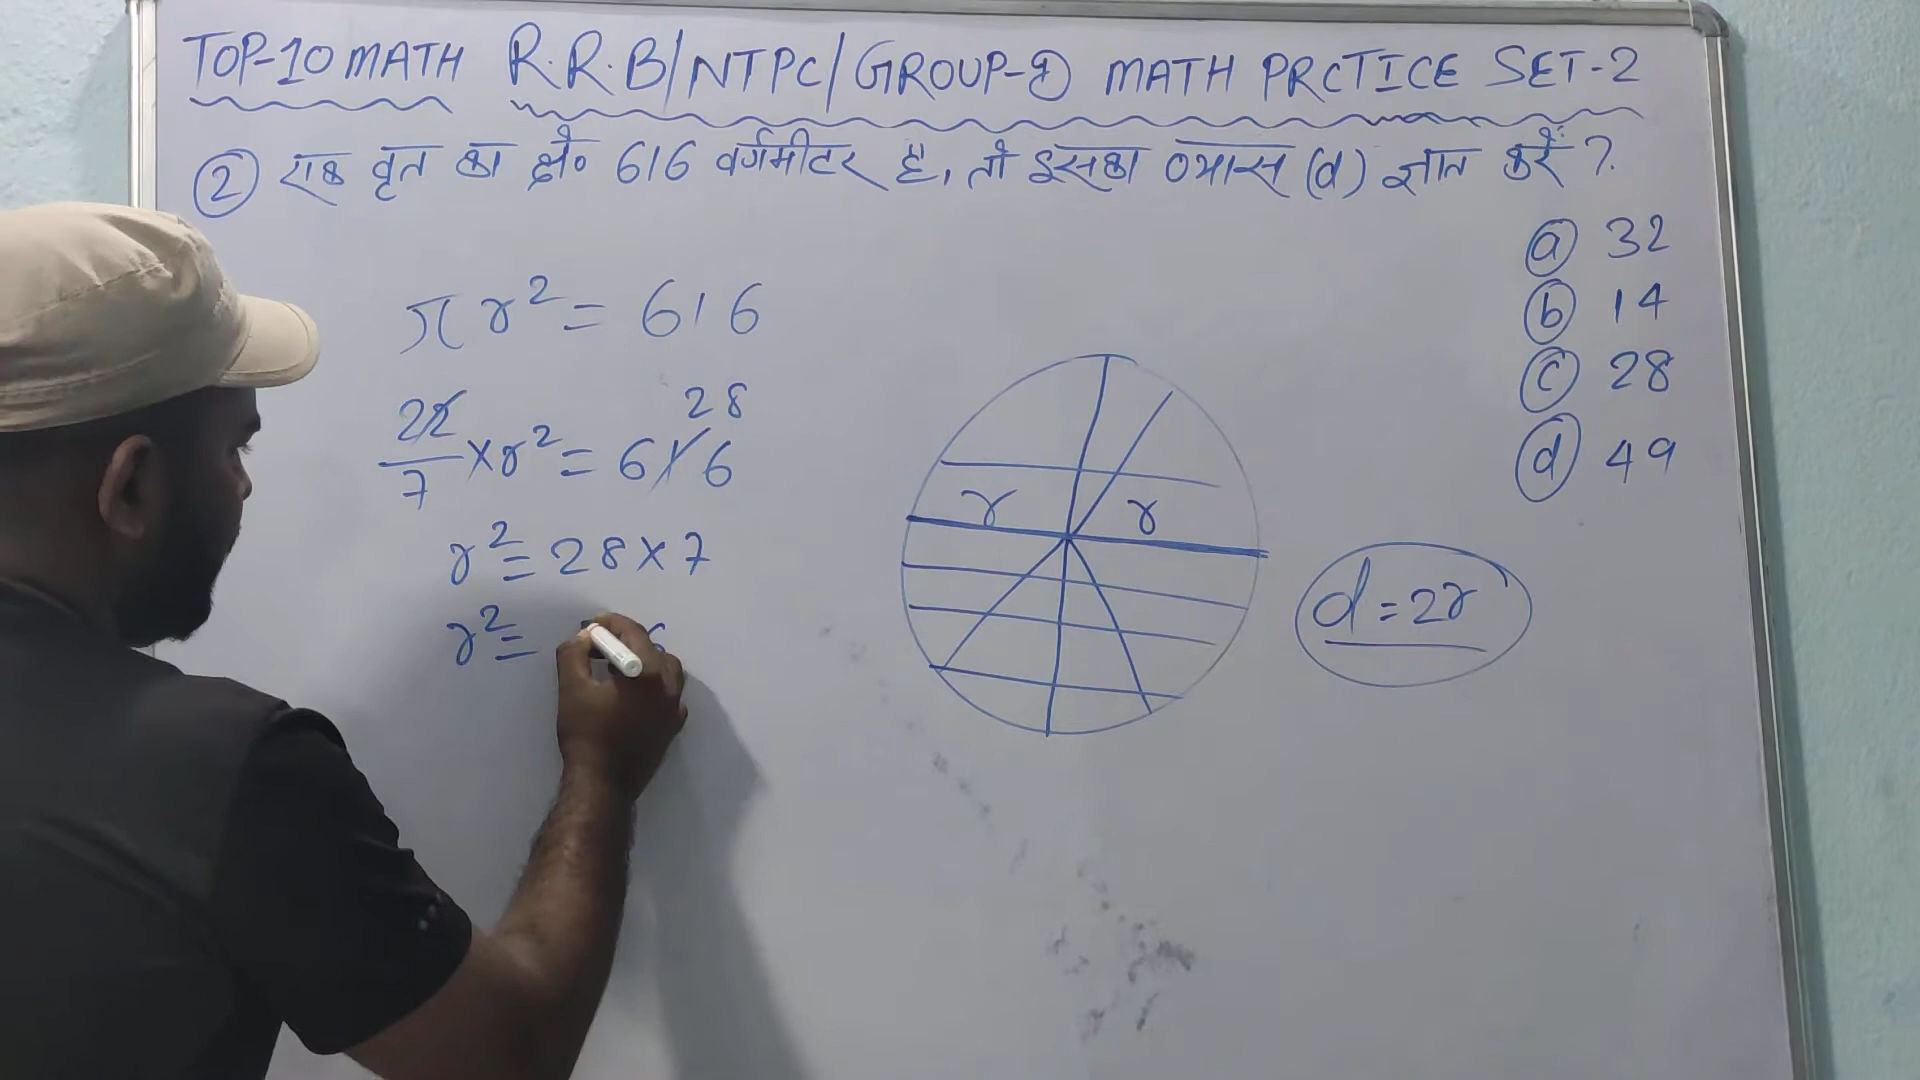 TOP-10 MATH R.R.B/NTPC/GROUP-D MATH PRCTICE SET-2
② एक वृत का क्षे॰ 616 वर्गमीटर है, तो इसका व्यास (d) ज्ञात करें ?
ⓐ 32
ⓑ 14
ⓒ 28
ⓓ 49
πr² = 616
22/7 × r² = 616
28
r² = 28 × 7
r² =
r r
d = 2r